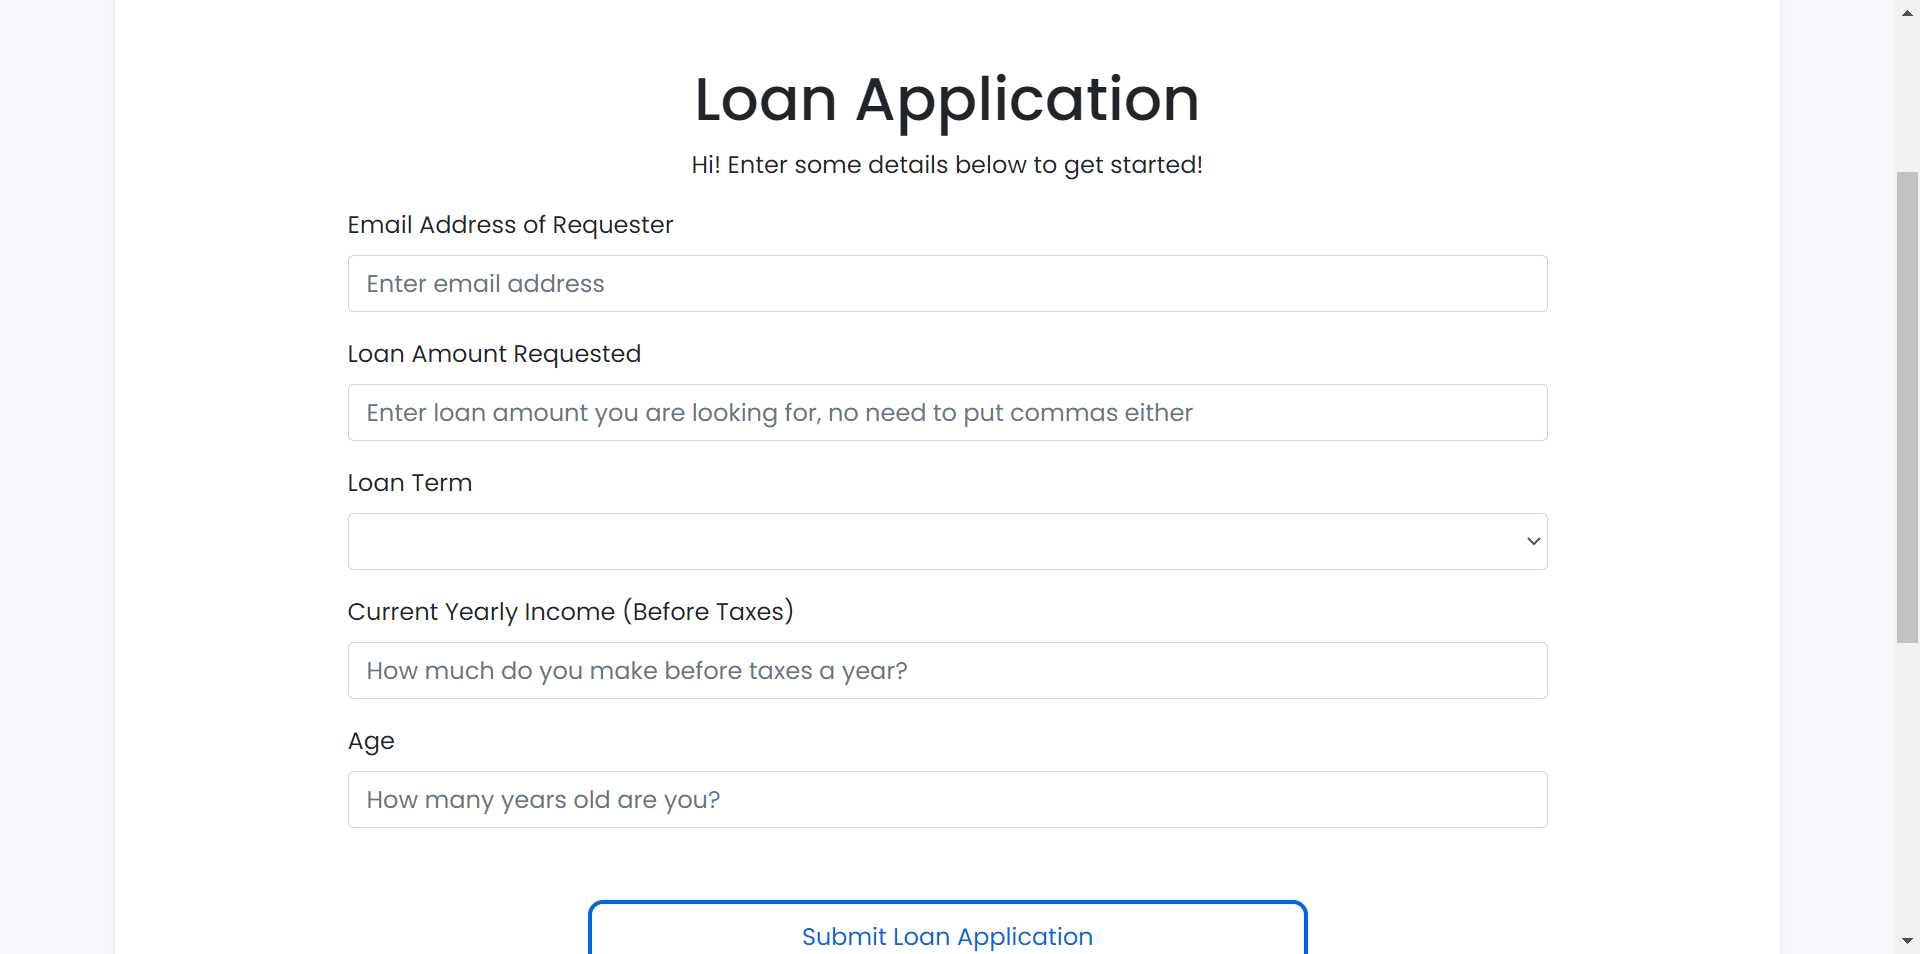 Loan Application
Hi! Enter some details below to get started!
Email Address of Requester
Enter email address
Loan Amount Requested
Enter loan amount you are looking for, no need to put commas either
Loan Term
Current Yearly Income (Before Taxes)
How much do you make before taxes a year?
Age
How many years old are you?
Submit Loan Application